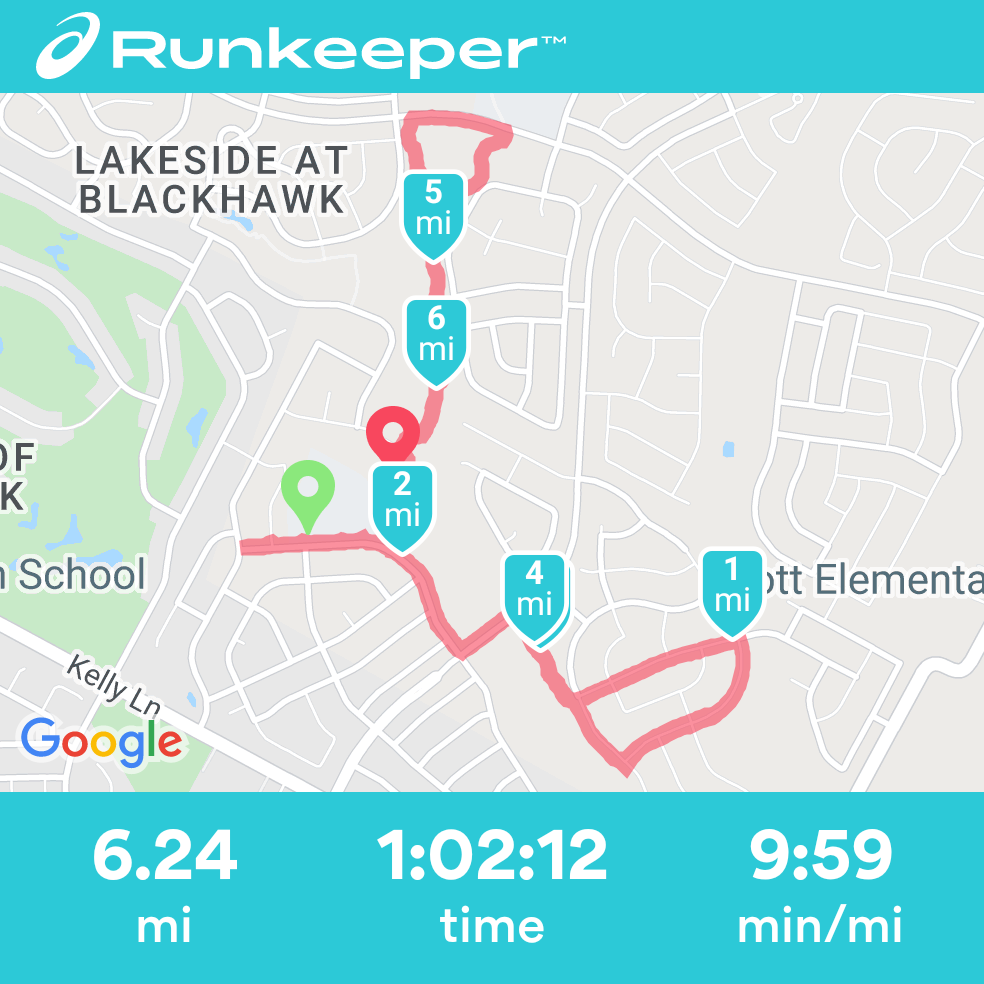 Runkeeper™
LAKESIDE AT
BLACKHAWK
5
mi
6
mi
OF
K
2
mi
n School
4
mi
1
mi
ott Elementa
Kelly Ln
Google
6.24
mi
1:02:12
time
9:59
min/mi